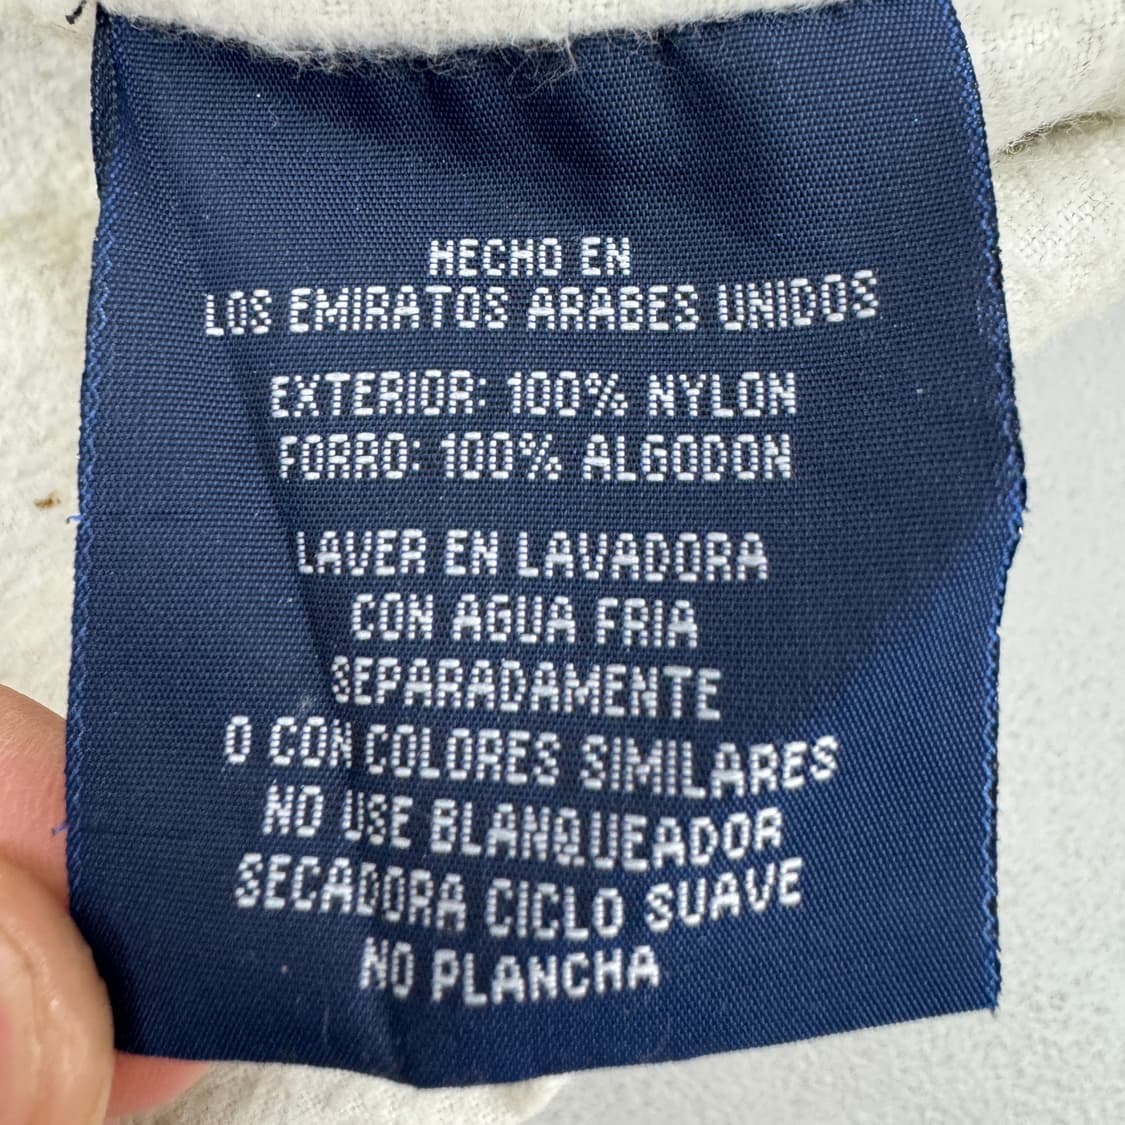 HECHO EN
LOS EMIRATOS ARABES UNIDOS
EXTERIOR: 100% NYLON
FORRO: 100% ALGODON
LAVER EN LAVADORA
CON AGUA FRIA
SEPARADAMENTE
O CON COLORES SIMILARES
NO USE BLANQUEADOR
SECADORA CICLO SUAVE
NO PLANCHA